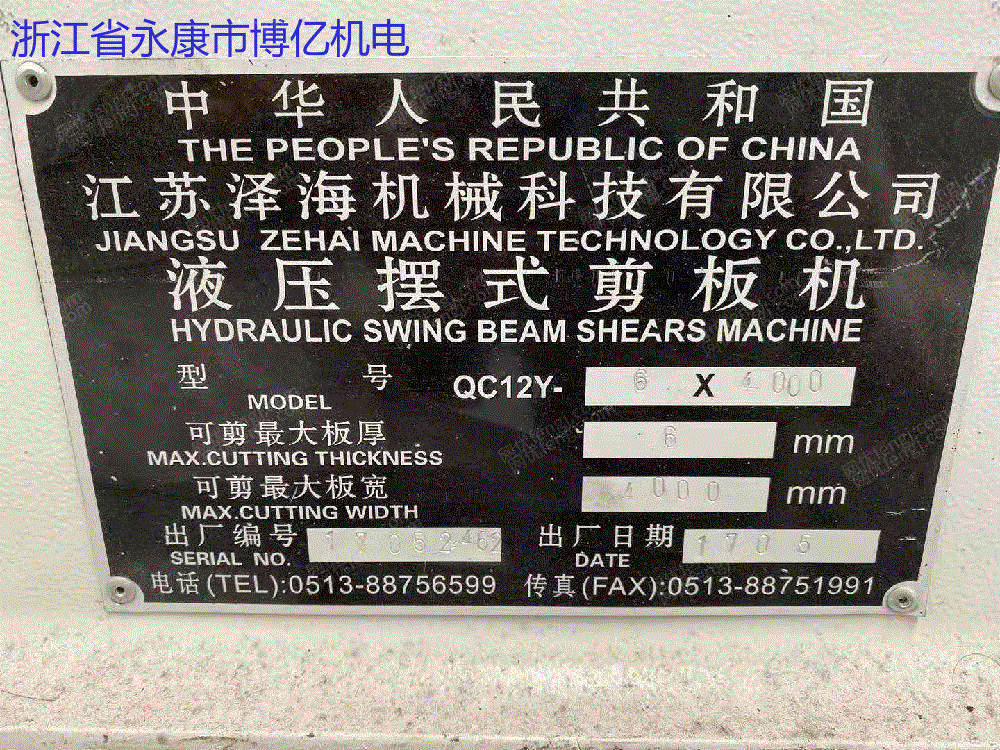 浙江省永康市博亿机电
中华人民共和国
THE PEOPLE'S REPUBLIC OF CHINA
江苏泽海机械科技有限公司
JIANGSU ZEHAI MACHINE TECHNOLOGY CO.,LTD.
液压摆式剪板机
HYDRAULIC SWING BEAM SHEARS MACHINE
型号 QC12Y- 6 X 4000
MODEL
可剪最大板厚 6 mm
MAX.CUTTING THICKNESS
可剪最大板宽 4000 mm
MAX.CUTTING WIDTH
出厂编号 出厂日期 1705
SERIAL NO. DATE
电话(TEL):0513-88756599 传真(FAX):0513-88751991